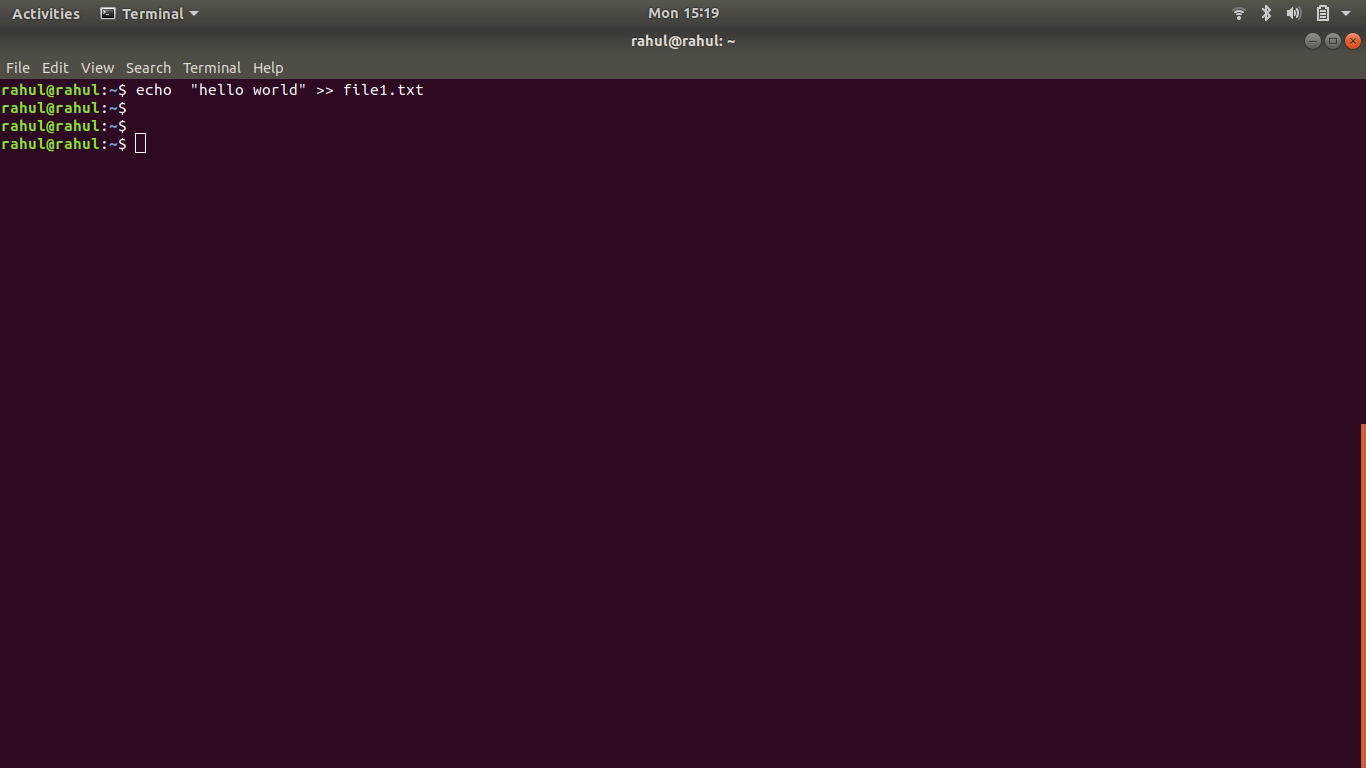 Activities Terminal Mon 15:19
rahul@rahul: ~
File Edit View Search Terminal Help
rahul@rahul:~$ echo  "hello world" >> file1.txt
rahul@rahul:~$
rahul@rahul:~$
rahul@rahul:~$